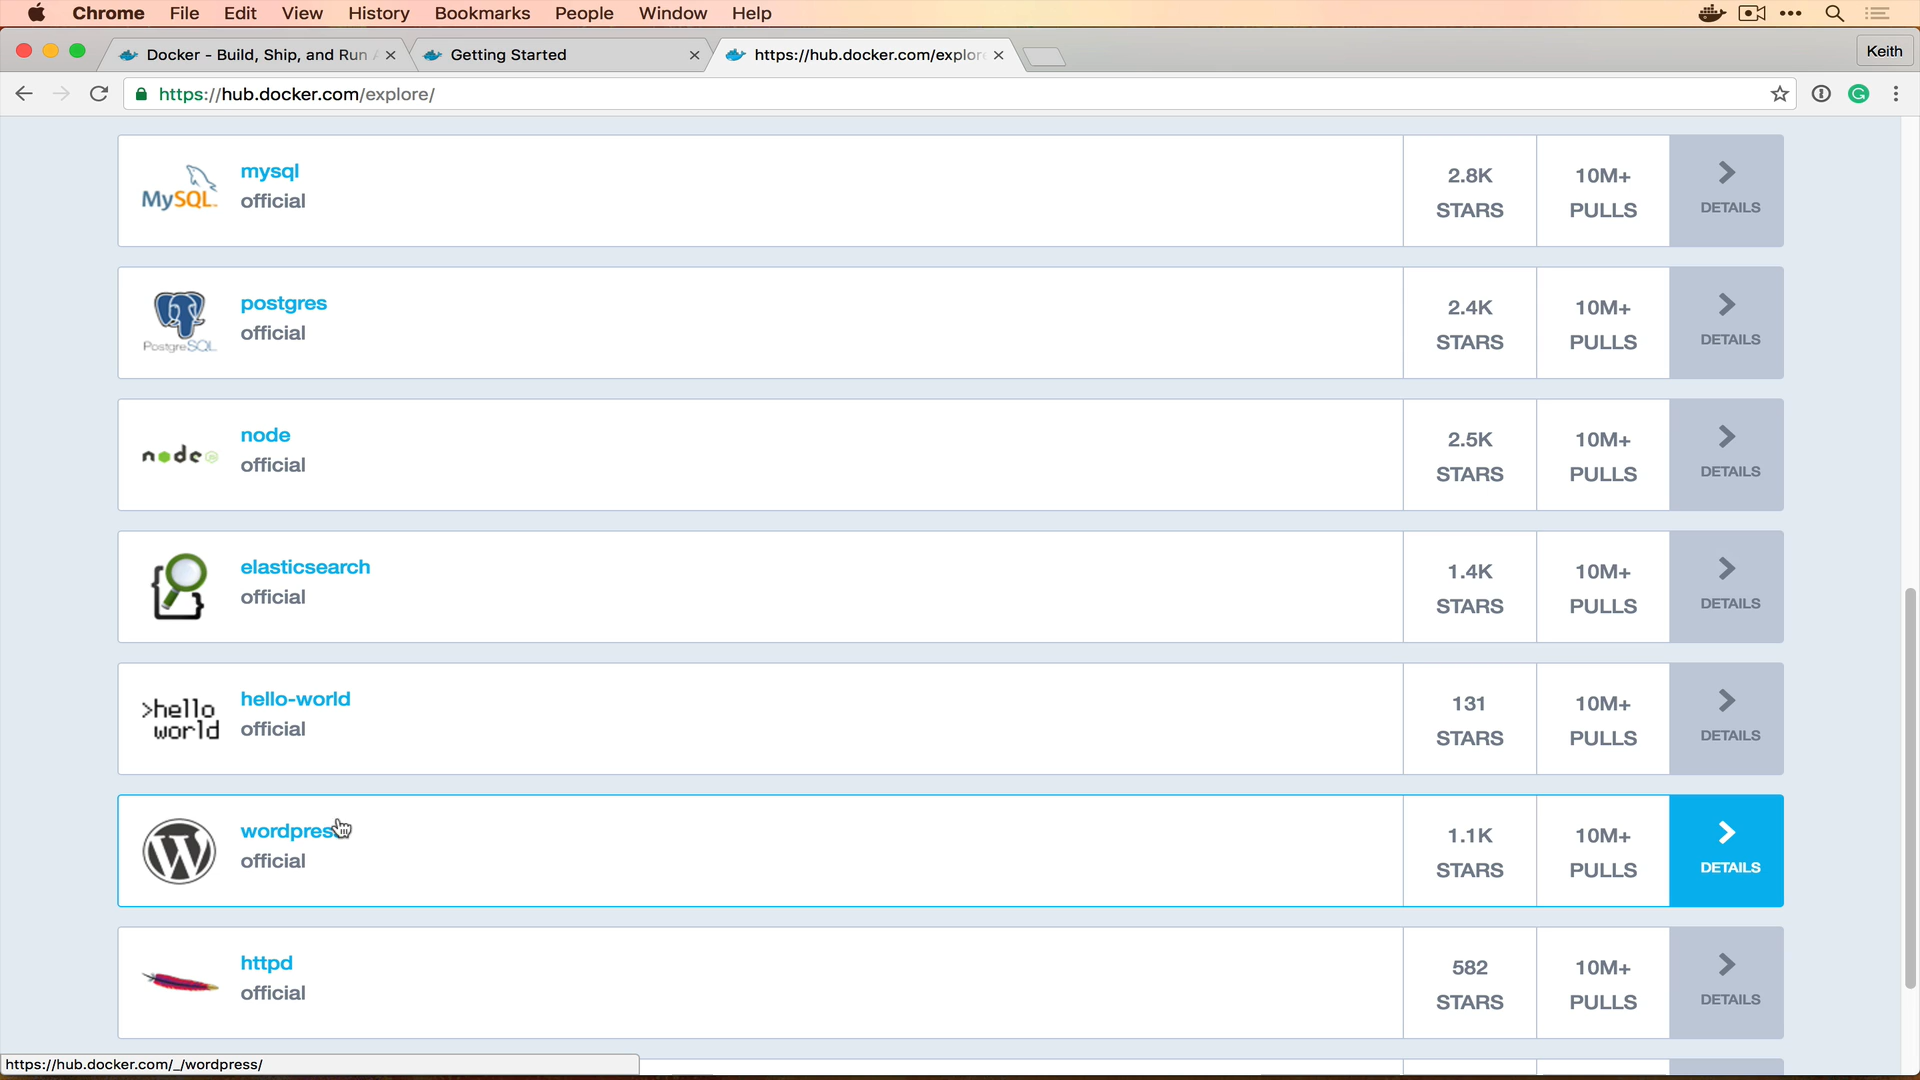 Chrome File Edit View History Bookmarks People Window Help
Docker - Build, Ship, and Run
Getting Started
https://hub.docker.com/explor
Keith
https://hub.docker.com/explore/
MySQL
mysql
official
2.8K
STARS
10M+
PULLS
DETAILS
PostgreSQL
postgres
official
2.4K
STARS
10M+
PULLS
DETAILS
node
node
official
2.5K
STARS
10M+
PULLS
DETAILS
elasticsearch
official
1.4K
STARS
10M+
PULLS
DETAILS
>hello
world
hello-world
official
131
STARS
10M+
PULLS
DETAILS
W
wordpress
official
1.1K
STARS
10M+
PULLS
DETAILS
httpd
official
582
STARS
10M+
PULLS
DETAILS
https://hub.docker.com/_/wordpress/